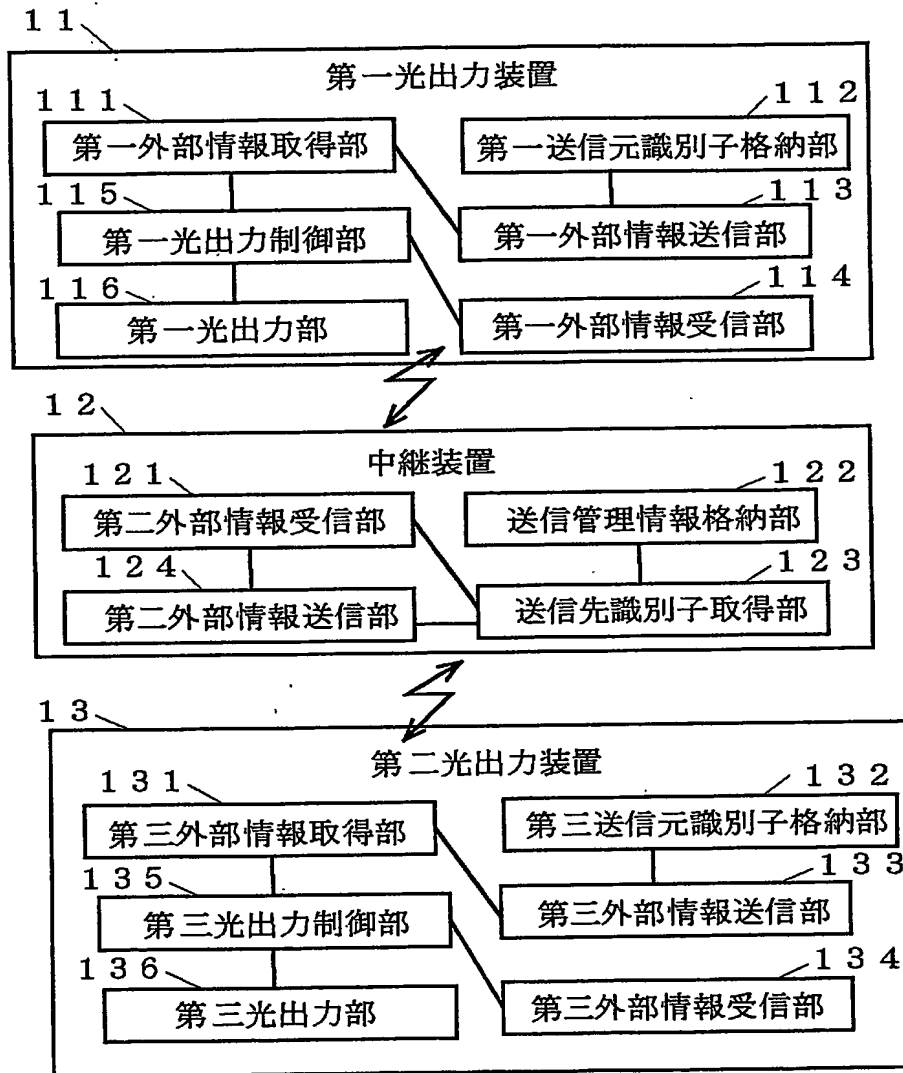 １１
第一光出力装置
１１１
１１２
第一外部情報取得部
第一送信元識別子格納部
１１５
１１３
第一光出力制御部
第一外部情報送信部
１１６
１１４
第一光出力部
第一外部情報受信部
１２
中継装置
１２１
１２２
第二外部情報受信部
送信管理情報格納部
１２４
１２３
第二外部情報送信部
送信先識別子取得部
１３
第二光出力装置
１３１
１３２
第三外部情報取得部
第三送信元識別子格納部
１３５
１３３
第三光出力制御部
第三外部情報送信部
１３６
１３４
第三光出力部
第三外部情報受信部